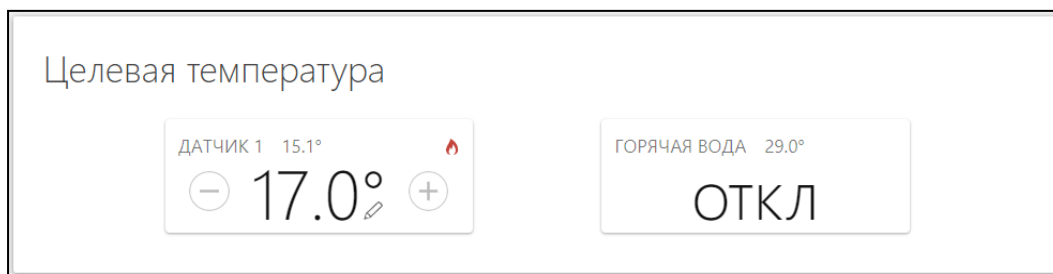 Целевая температура
ДАТЧИК 1 15.1°
17.0°
ГОРЯЧАЯ ВОДА 29.0°
ОТКЛ